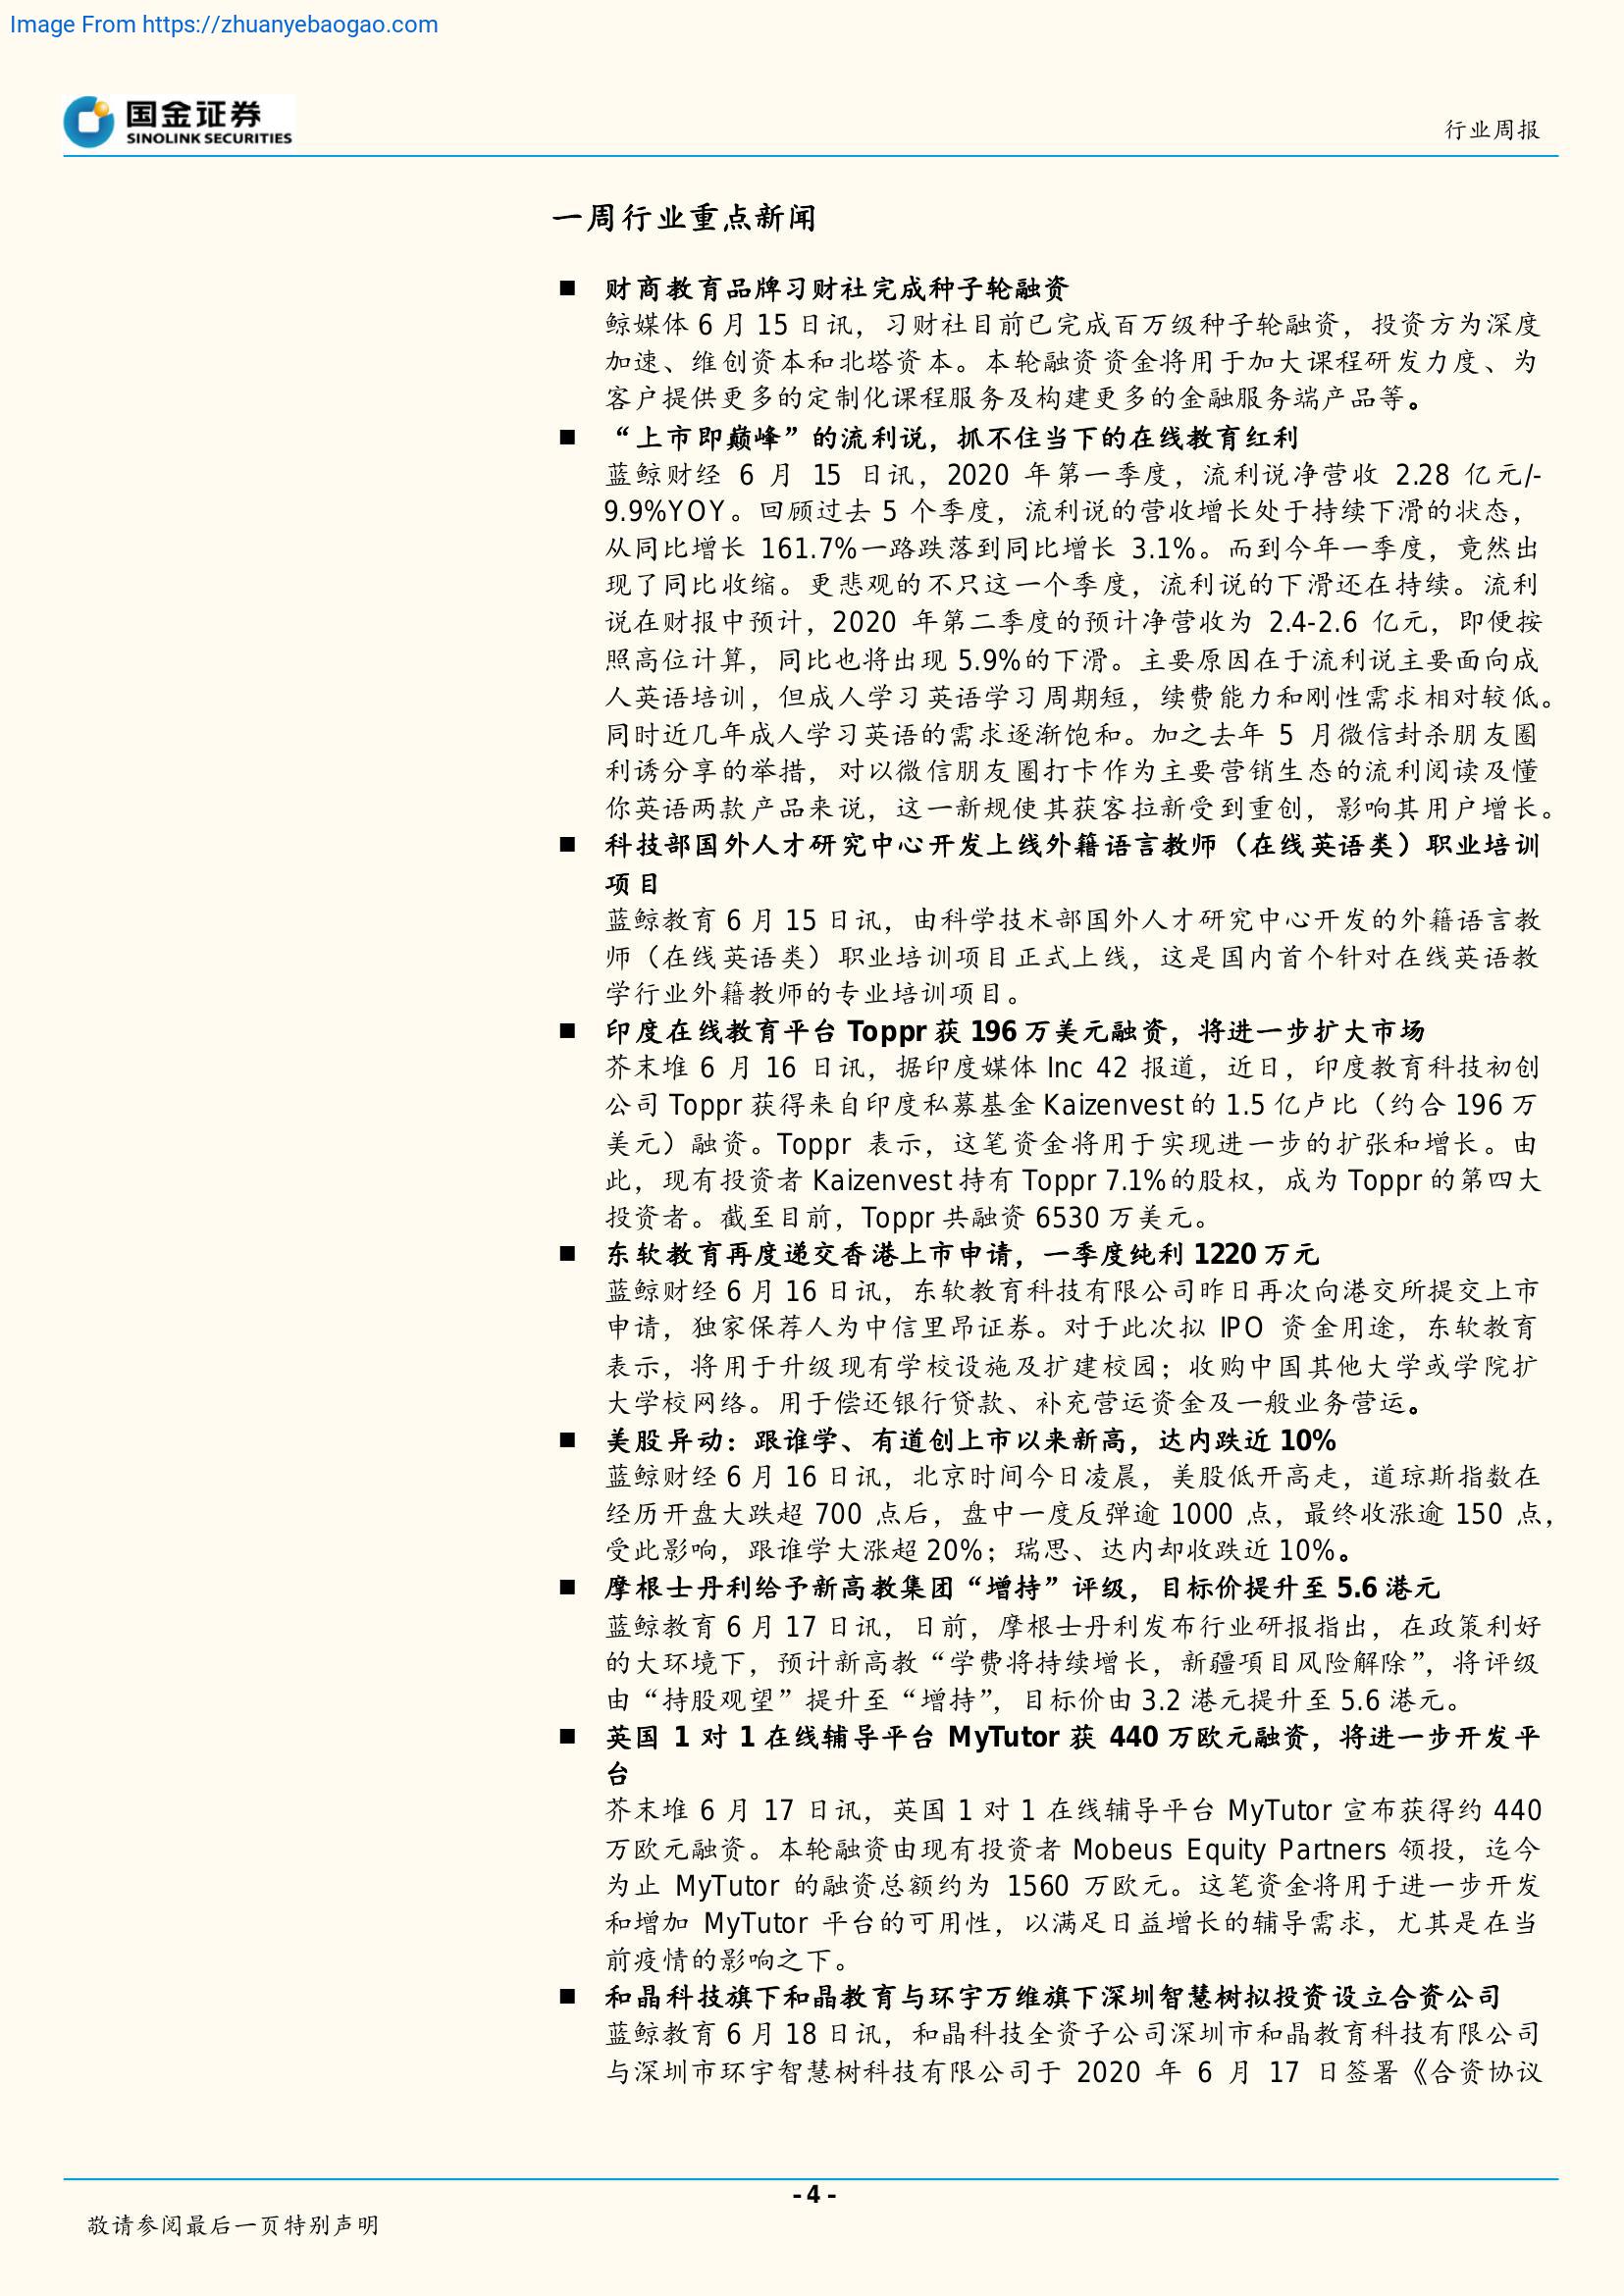 Image From https://zhuanyebaogao.com
国金证券
SINOLINK SECURITIES
行业周报
一周行业重点新闻
■ 财商教育品牌习财社完成种子轮融资
鲸媒体 6 月 15 日讯，习财社目前已完成百万级种子轮融资，投资方为深度
加速、维创资本和北塔资本。本轮融资资金将用于加大课程研发力度、为
客户提供更多的定制化课程服务及构建更多的金融服务端产品等。
■ “上市即巅峰”的流利说，抓不住当下的在线教育红利
蓝鲸财经 6 月 15 日讯，2020 年第一季度，流利说净营收 2.28 亿元/-
9.9%YOY。回顾过去 5 个季度，流利说的营收增长处于持续下滑的状态，
从同比增长 161.7%一路跌落到同比增长 3.1%。而到今年一季度，竟然出
现了同比收缩。更悲观的不只这一个季度，流利说的下滑还在持续。流利
说在财报中预计，2020 年第二季度的预计净营收为 2.4-2.6 亿元，即便按
照高位计算，同比也将出现 5.9%的下滑。主要原因在于流利说主要面向成
人英语培训，但成人学习英语学习周期短，续费能力和刚性需求相对较低。
同时近几年成人学习英语的需求逐渐饱和。加之去年 5 月微信封杀朋友圈
利诱分享的举措，对以微信朋友圈打卡作为主要营销生态的流利阅读及懂
你英语两款产品来说，这一新规使其获客拉新受到重创，影响其用户增长。
■ 科技部国外人才研究中心开发上线外籍语言教师（在线英语类）职业培训
项目
蓝鲸教育 6 月 15 日讯，由科学技术部国外人才研究中心开发的外籍语言教
师（在线英语类）职业培训项目正式上线，这是国内首个针对在线英语教
学行业外籍教师的专业培训项目。
■ 印度在线教育平台 Toppr 获 196 万美元融资，将进一步扩大市场
芥末堆 6 月 16 日讯，据印度媒体 Inc 42 报道，近日，印度教育科技初创
公司 Toppr 获得来自印度私募基金 Kaizenvest 的 1.5 亿卢比（约合 196 万
美元）融资。Toppr 表示，这笔资金将用于实现进一步的扩张和增长。由
此，现有投资者 Kaizenvest 持有 Toppr 7.1%的股权，成为 Toppr 的第四大
投资者。截至目前，Toppr 共融资 6530 万美元。
■ 东软教育再度递交香港上市申请，一季度纯利 1220 万元
蓝鲸财经 6 月 16 日讯，东软教育科技有限公司昨日再次向港交所提交上市
申请，独家保荐人为中信里昂证券。对于此次拟 IPO 资金用途，东软教育
表示，将用于升级现有学校设施及扩建校园；收购中国其他大学或学院扩
大学校网络。用于偿还银行贷款、补充营运资金及一般业务营运。
■ 美股异动：跟谁学、有道创上市以来新高，达内跌近 10%
蓝鲸财经 6 月 16 日讯，北京时间今日凌晨，美股低开高走，道琼斯指数在
经历开盘大跌超 700 点后，盘中一度反弹逾 1000 点，最终收涨逾 150 点，
受此影响，跟谁学大涨超 20%；瑞思、达内却收跌近 10%。
■ 摩根士丹利给予新高教集团“增持”评级，目标价提升至 5.6 港元
蓝鲸教育 6 月 17 日讯，日前，摩根士丹利发布行业研报指出，在政策利好
的大环境下，预计新高教“学费将持续增长，新疆項目风险解除”，将评级
由“持股观望”提升至“增持”，目标价由 3.2 港元提升至 5.6 港元。
■ 英国 1 对 1 在线辅导平台 MyTutor 获 440 万欧元融资，将进一步开发平
台
芥末堆 6 月 17 日讯，英国 1 对 1 在线辅导平台 MyTutor 宣布获得约 440
万欧元融资。本轮融资由现有投资者 Mobeus Equity Partners 领投，迄今
为止 MyTutor 的融资总额约为 1560 万欧元。这笔资金将用于进一步开发
和增加 MyTutor 平台的可用性，以满足日益增长的辅导需求，尤其是在当
前疫情的影响之下。
■ 和晶科技旗下和晶教育与环宇万维旗下深圳智慧树拟投资设立合资公司
蓝鲸教育 6 月 18 日讯，和晶科技全资子公司深圳市和晶教育科技有限公司
与深圳市环宇智慧树科技有限公司于 2020 年 6 月 17 日签署《合资协议
- 4 -
敬请参阅最后一页特别声明